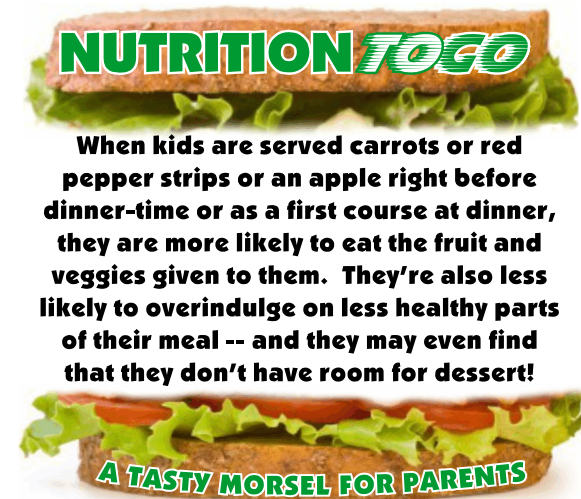 NUTRITION TO GO
When kids are served carrots or red
pepper strips or an apple right before
dinner-time or as a first course at dinner,
they are more likely to eat the fruit and
veggies given to them.  They're also less
likely to overindulge on less healthy parts
of their meal -- and they may even find
that they don't have room for dessert!
A TASTY MORSEL FOR PARENTS